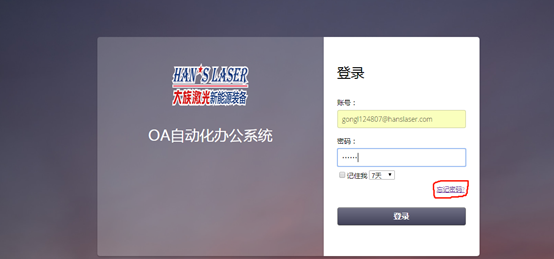 HAN'S LASER
大族激光新能源装备
OA自动化办公系统
登录
账号：
gongl124807@hanslaser.com
密码：
••••••
记住我 7天
忘记密码?
登录